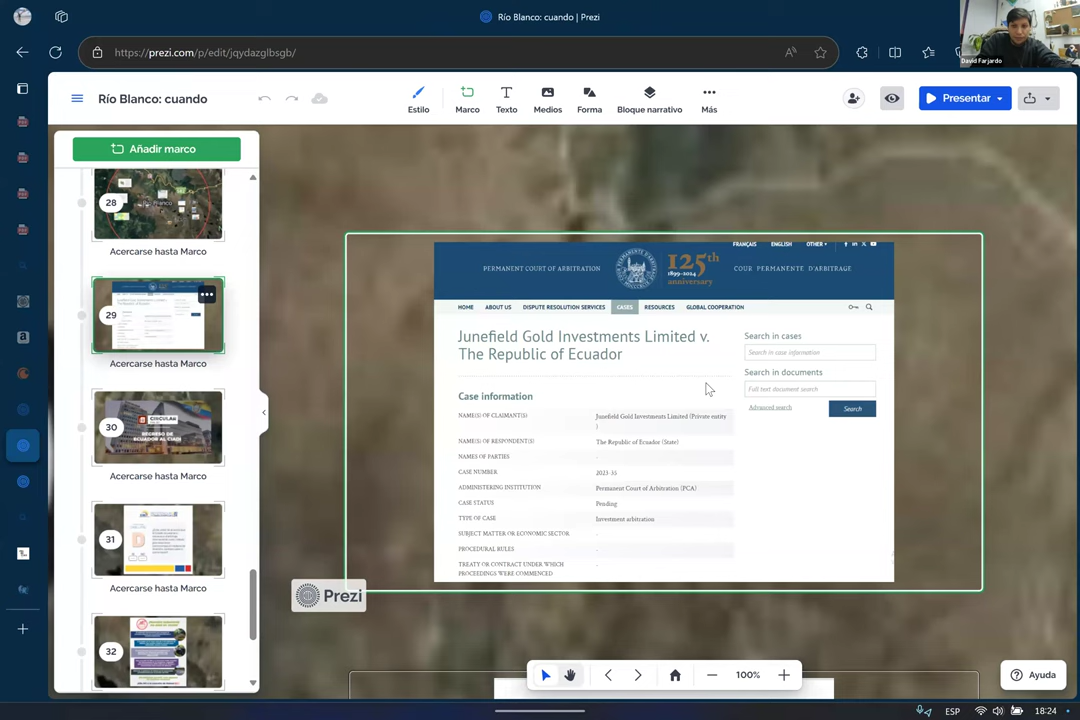 Río Blanco: cuando | Prezi
https://prezi.com/p/edit/jqydazglbsgb/
David Farjardo
Río Blanco: cuando
Estilo
Marco
Texto
Medios
Forma
Bloque narrativo
Más
Presentar
Añadir marco
28
Acercarse hasta Marco
29
Acercarse hasta Marco
30
CIRCULAR
REGRESO DE
ECUADOR AL CIADI
Acercarse hasta Marco
31
Acercarse hasta Marco
32
FRANÇAIS ENGLISH OTHER
PERMANENT COURT OF ARBITRATION
125th
1899-2024
anniversary
COUR PERMANENTE D'ARBITRAGE
HOME ABOUT US DISPUTE RESOLUTION SERVICES CASES RESOURCES GLOBAL COOPERATION
Junefield Gold Investments Limited v.
The Republic of Ecuador
Search in cases
Search in case information
Search in documents
Full text document search
Advanced search
Search
Case information
NAME(S) OF CLAIMANT(S) Junefield Gold Investments Limited (Private entity
)
NAME(S) OF RESPONDENT(S) The Republic of Ecuador (State)
NAMES OF PARTIES -
CASE NUMBER 2023-35
ADMINISTERING INSTITUTION Permanent Court of Arbitration (PCA)
CASE STATUS Pending
TYPE OF CASE Investment arbitration
SUBJECT MATTER OR ECONOMIC SECTOR -
PROCEDURAL RULES -
TREATY OR CONTRACT UNDER WHICH -
PROCEEDINGS WERE COMMENCED
Prezi
100%
Ayuda
ESP
18:24